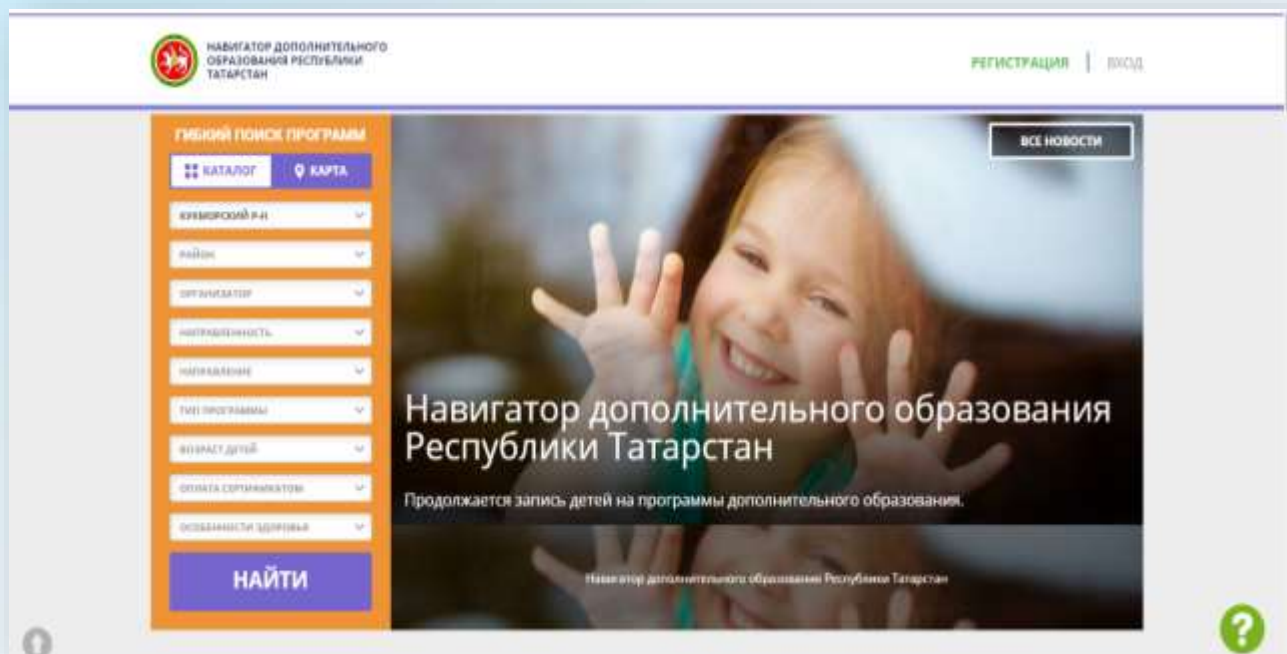 НАВИГАТОР ДОПОЛНИТЕЛЬНОГО
ОБРАЗОВАНИЯ РЕСПУБЛИКИ
ТАТАРСТАН
РЕГИСТРАЦИЯ
ВХОД
ГИБКИЙ ПОИСК ПРОГРАММ
КАТАЛОГ
КАРТА
КУКМОРСКИЙ Р-Н
РАЙОН
ОРГАНИЗАТОР
НАПРАВЛЕННОСТЬ
НАПРАВЛЕНИЕ
ТИП ПРОГРАММЫ
ВОЗРАСТ ДЕТЕЙ
ОПЛАТА СЕРТИФИКАТОМ
ОСОБЕННОСТИ ЗДОРОВЬЯ
НАЙТИ
ВСЕ НОВОСТИ
Навигатор дополнительного образования
Республики Татарстан
Продолжается запись детей на программы дополнительного образования.
Навигатор дополнительного образования Республики Татарстан
?